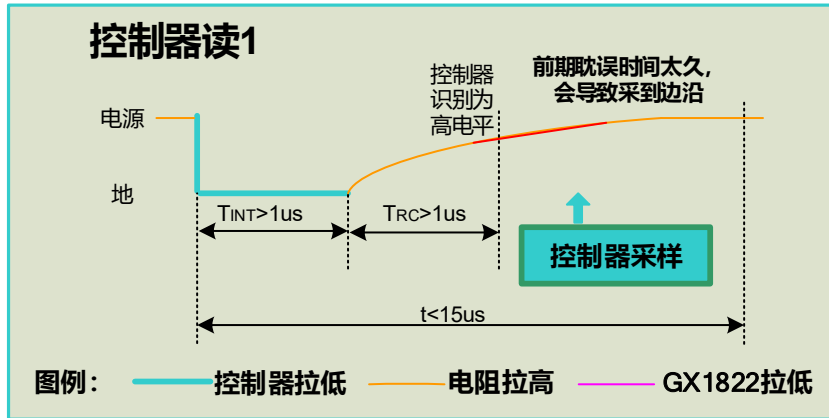 控制器读1
控制器
识别为
高电平
前期耽误时间太久，
会导致采到边沿
电源
地
TINT>1us
TRC>1us
控制器采样
t<15us
图例： 控制器拉低 电阻拉高 GX1822拉低